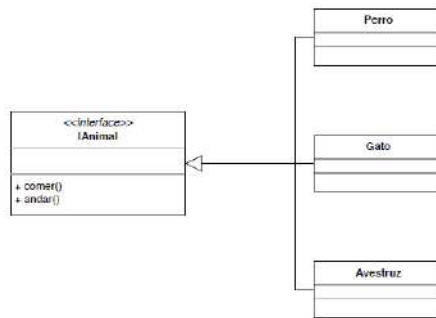 <<interface>>
IAnimal
+ comer()
+ andar()
Perro
Gato
Avestruz